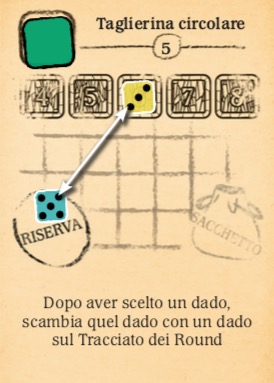 Taglierina circolare
5
4 5 7 8
RISERVA
SACCHETTO
Dopo aver scelto un dado,
scambia quel dado con un dado
sul Tracciato dei Round